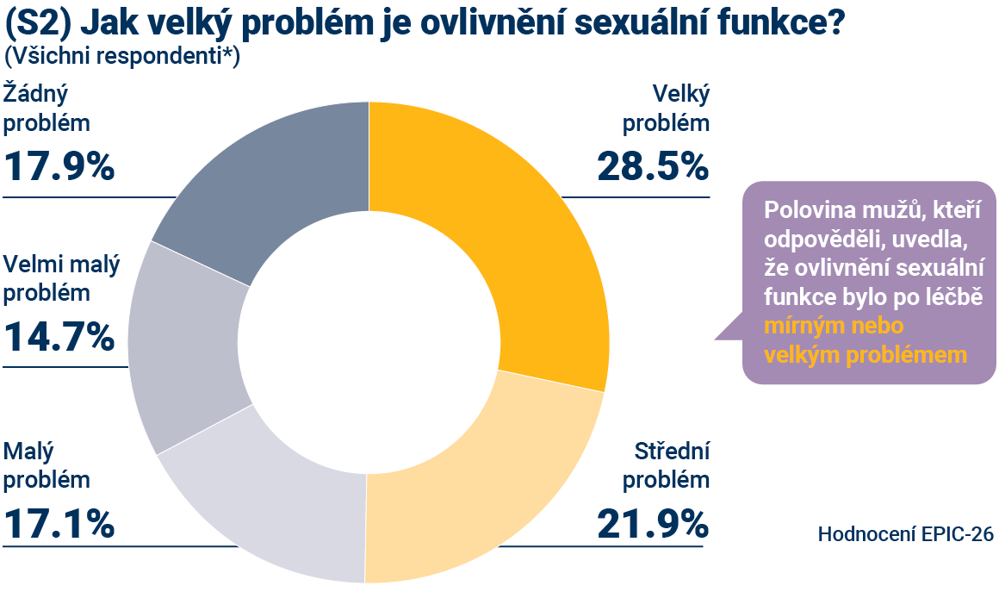 (S2) Jak velký problém je ovlivnění sexuální funkce?
(Všichni respondenti*)
Žádný
problém
17.9%
Velký
problém
28.5%
Polovina mužů, kteří
odpověděli, uvedla,
že ovlivnění sexuální
funkce bylo po léčbě
mírným nebo
velkým problémem
Velmi malý
problém
14.7%
Malý
problém
17.1%
Střední
problém
21.9%
Hodnocení EPIC-26